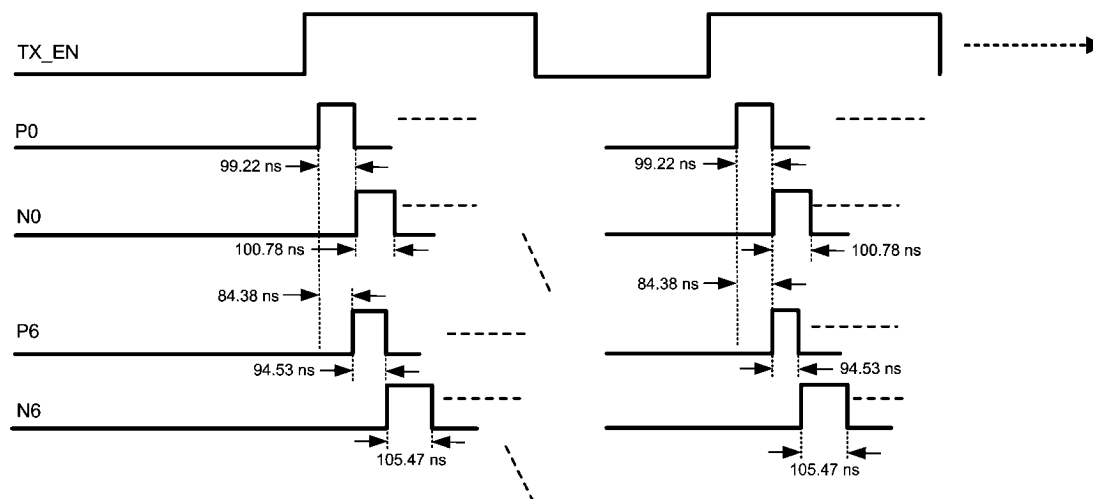 TX_EN
P0
99.22 ns
99.22 ns
N0
100.78 ns
100.78 ns
84.38 ns
84.38 ns
P6
94.53 ns
94.53 ns
N6
105.47 ns
105.47 ns